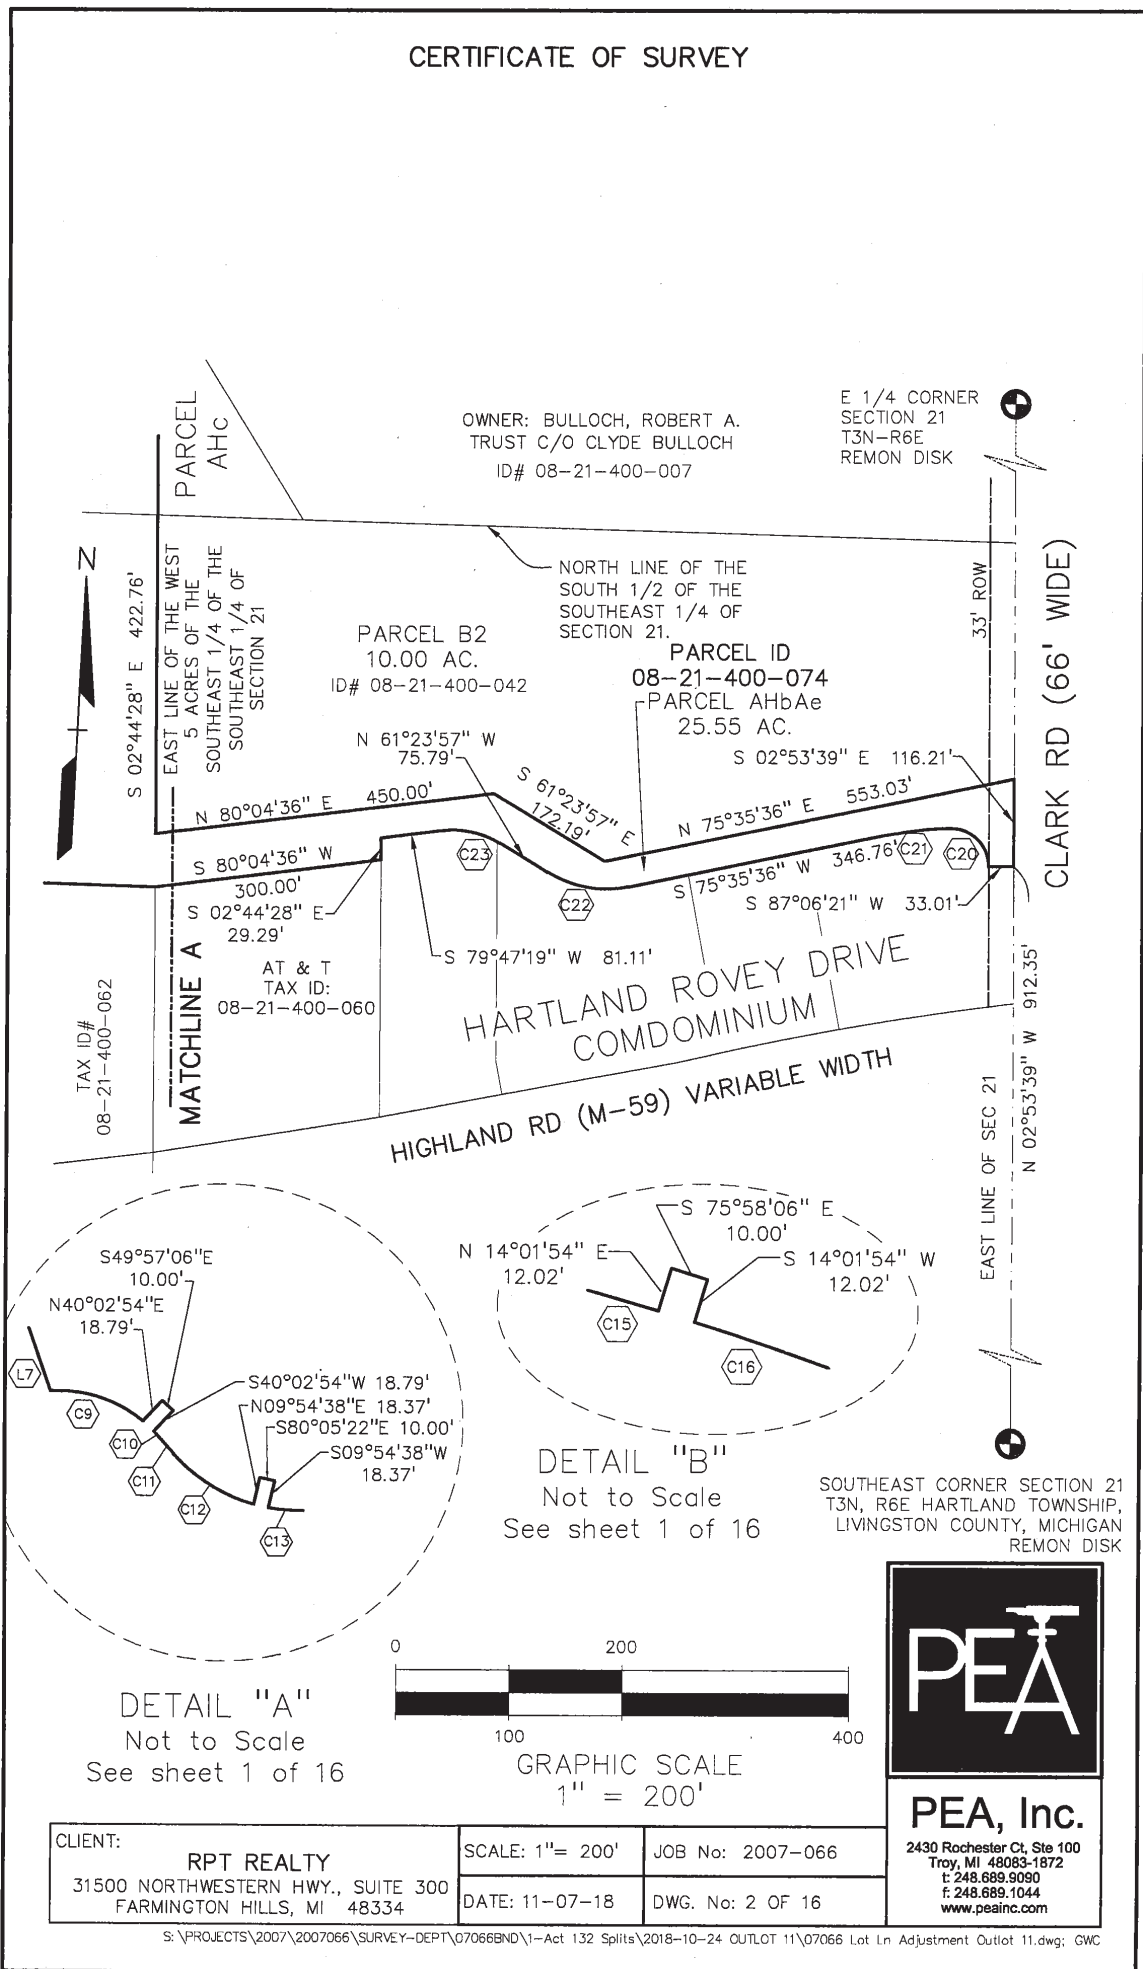 CERTIFICATE OF SURVEY
PARCEL
AHc
OWNER: BULLOCH, ROBERT A.
TRUST C/O CLYDE BULLOCH
ID# 08-21-400-007
E 1/4 CORNER
SECTION 21
T3N-R6E
REMON DISK
N
S 02°44'28" E 422.76'
EAST LINE OF THE WEST
5 ACRES OF THE
SOUTHEAST 1/4 OF THE
SOUTHEAST 1/4 OF
SECTION 21
NORTH LINE OF THE
SOUTH 1/2 OF THE
SOUTHEAST 1/4 OF
SECTION 21.
33' ROW
CLARK RD (66' WIDE)
PARCEL B2
10.00 AC.
ID# 08-21-400-042
PARCEL ID
08-21-400-074
PARCEL AHbAe
25.55 AC.
N 61°23'57" W
75.79'
S 61°23'57" E
172.19'
S 02°53'39" E 116.21'
N 80°04'36" E 450.00'
N 75°35'36" E 553.03'
S 80°04'36" W
300.00'
C23
C22
S 75°35'36" W 346.76'
C21
C20
S 02°44'28" E
29.29'
S 87°06'21" W 33.01'
S 79°47'19" W 81.11'
AT & T
TAX ID:
08-21-400-060
TAX ID#
08-21-400-062
MATCHLINE A
HARTLAND ROVEY DRIVE
COMDOMINIUM
HIGHLAND RD (M-59) VARIABLE WIDTH
EAST LINE OF SEC 21
N 02°53'39" W 912.35'
S49°57'06"E
10.00'
N40°02'54"E
18.79'
L7
C9
C10
C11
C12
C13
S40°02'54"W 18.79'
N09°54'38"E 18.37'
S80°05'22"E 10.00'
S09°54'38"W
18.37'
S 75°58'06" E
10.00'
N 14°01'54" E
12.02'
S 14°01'54" W
12.02'
C15
C16
DETAIL "B"
Not to Scale
See sheet 1 of 16
SOUTHEAST CORNER SECTION 21
T3N, R6E HARTLAND TOWNSHIP,
LIVINGSTON COUNTY, MICHIGAN
REMON DISK
DETAIL "A"
Not to Scale
See sheet 1 of 16
0 200
100 400
GRAPHIC SCALE
1" = 200'
PEA
PEA, Inc.
2430 Rochester Ct, Ste 100
Troy, MI 48083-1872
t: 248.689.9090
f: 248.689.1044
www.peainc.com
CLIENT:
RPT REALTY
31500 NORTHWESTERN HWY., SUITE 300
FARMINGTON HILLS, MI 48334
SCALE: 1"= 200'
JOB No: 2007-066
DATE: 11-07-18
DWG. No: 2 OF 16
S:\PROJECTS\2007\2007066\SURVEY-DEPT\07066BND\1-Act 132 Splits\2018-10-24 OUTLOT 11\07066 Lot Ln Adjustment Outlot 11.dwg; GWC